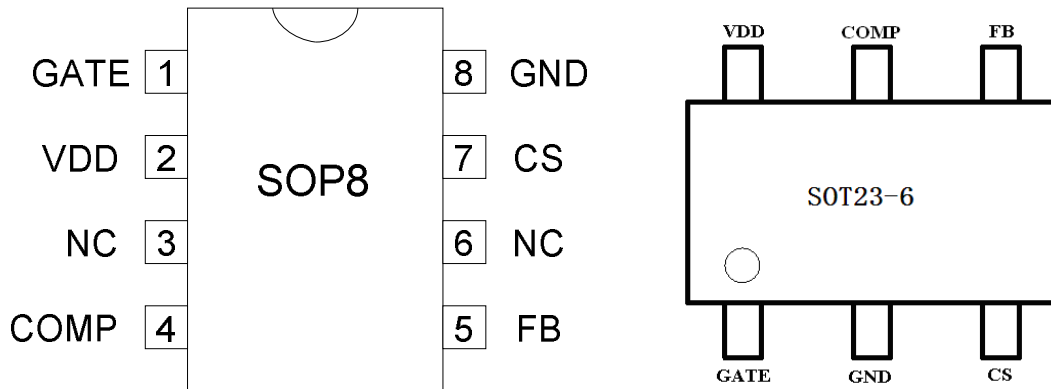 GATE 1 8 GND
VDD 2 7 CS
SOP8
NC 3 6 NC
COMP 4 5 FB
VDD COMP FB
SOT23-6
GATE GND CS